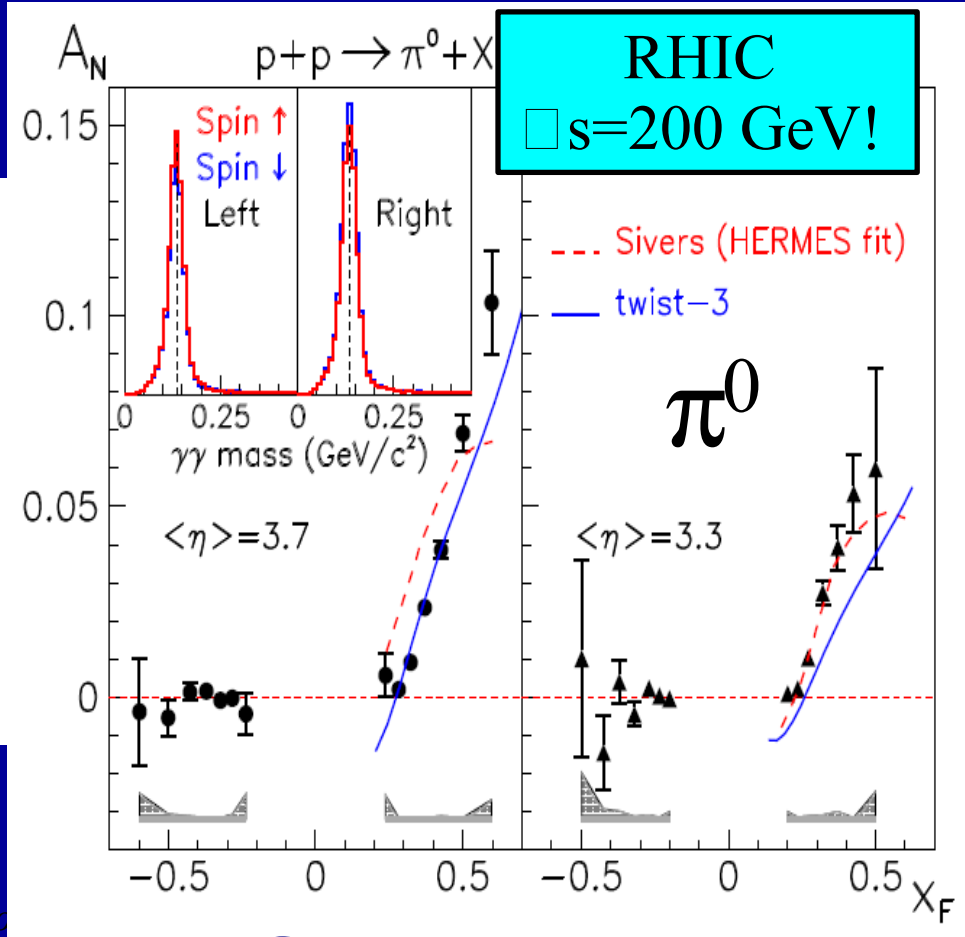 A_N
p+p → π⁰+X
RHIC
□s=200 GeV!
0.15
0.1
0.05
0
Spin ↑
Spin ↓
Left
Right
0 0.25 0 0.25
γγ mass (GeV/c²)
Sivers (HERMES fit)
twist−3
π⁰
<η>=3.7
<η>=3.3
−0.5 0 0.5 −0.5 0 0.5
X_F